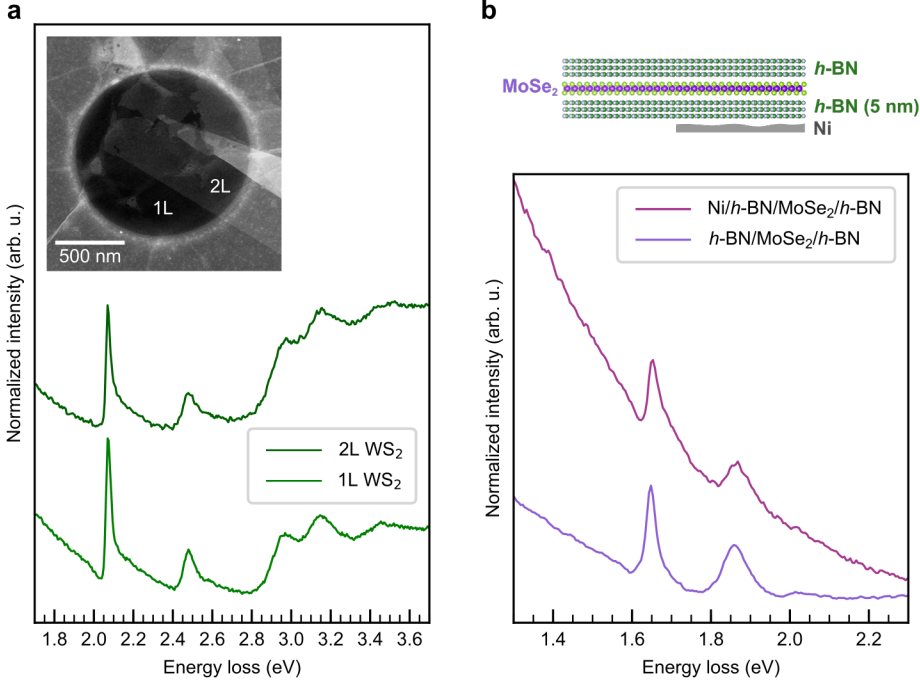 a
1L
2L
500 nm
Normalized intensity (arb. u.)
2L WS₂
1L WS₂
1.8 2.0 2.2 2.4 2.6 2.8 3.0 3.2 3.4 3.6
Energy loss (eV)
b
h-BN
MoSe₂
h-BN (5 nm)
Ni
Normalized intensity (arb. u.)
Ni/h-BN/MoSe₂/h-BN
h-BN/MoSe₂/h-BN
1.4 1.6 1.8 2.0 2.2
Energy loss (eV)